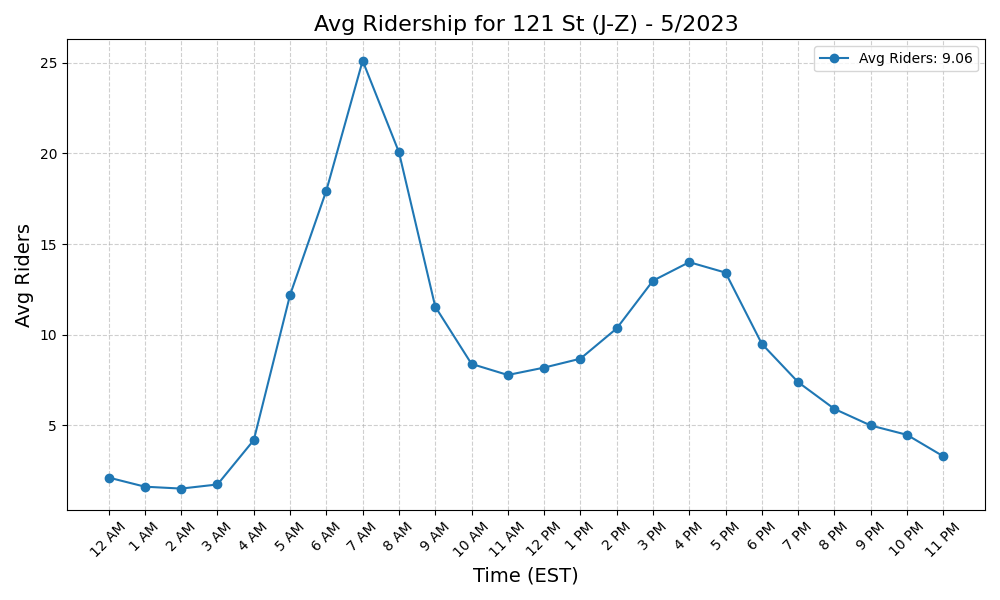 Avg Ridership for 121 St (J-Z) - 5/2023
Avg Riders: 9.06
Avg Riders
25
20
15
10
5
12 AM
1 AM
2 AM
3 AM
4 AM
5 AM
6 AM
7 AM
8 AM
9 AM
10 AM
11 AM
12 PM
1 PM
2 PM
3 PM
4 PM
5 PM
6 PM
7 PM
8 PM
9 PM
10 PM
11 PM
Time (EST)